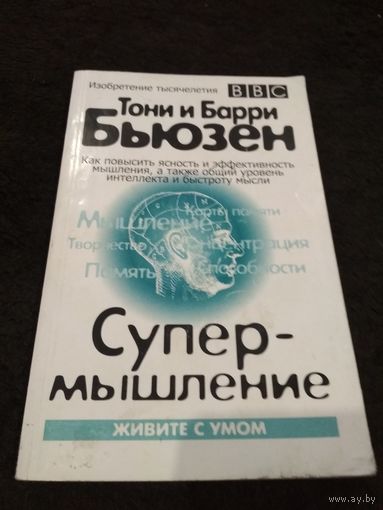 Изобретение тысячелетия BBC
Тони и Барри
Бьюзен
Как повысить ясность и эффективность
мышления, а также общий уровень
интеллекта и быстроту мысли
Мышление Карты памяти
Творчество Концентрация
Память Способности
Супер-
мышление
ЖИВИТЕ С УМОМ
www.ay.by